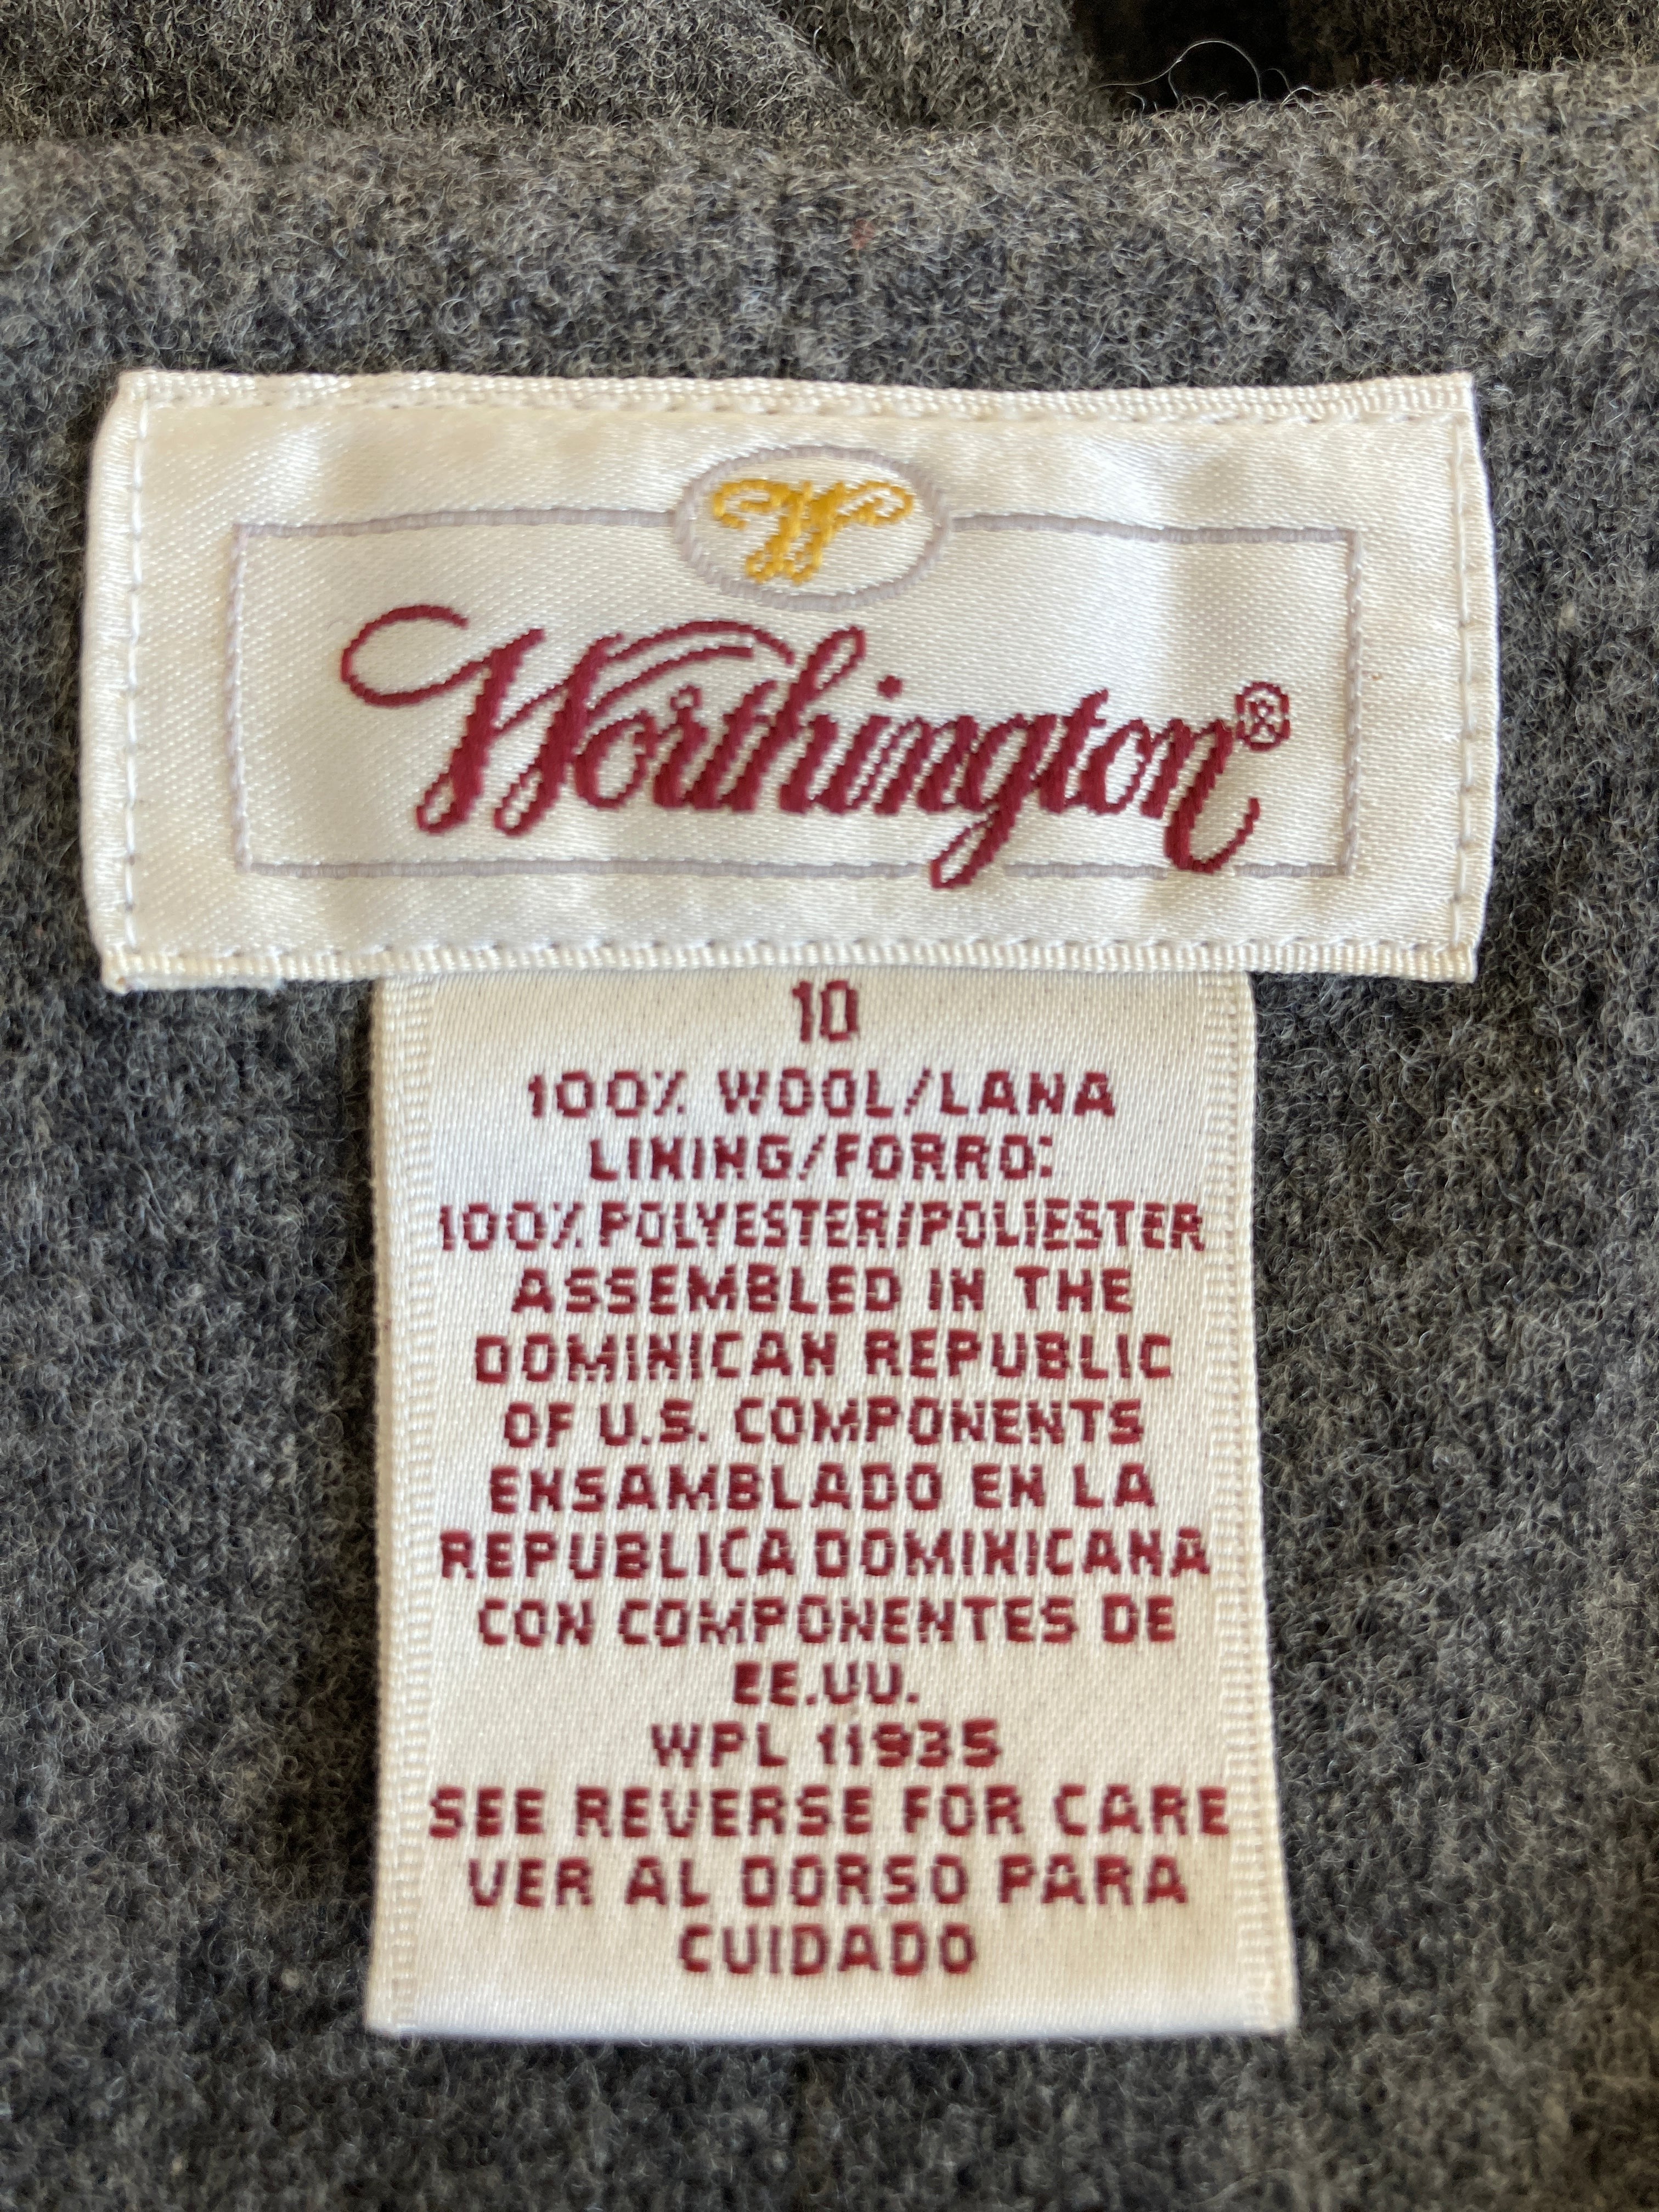 W
Worthington®
10
100% WOOL/LANA
LINING/FORRO:
100% POLYESTER/POLIESTER
ASSEMBLED IN THE
DOMINICAN REPUBLIC
OF U.S. COMPONENTS
ENSAMBLADO EN LA
REPUBLICA DOMINICANA
CON COMPONENTES DE
EE.UU.
WPL 11935
SEE REVERSE FOR CARE
VER AL DORSO PARA
CUIDADO